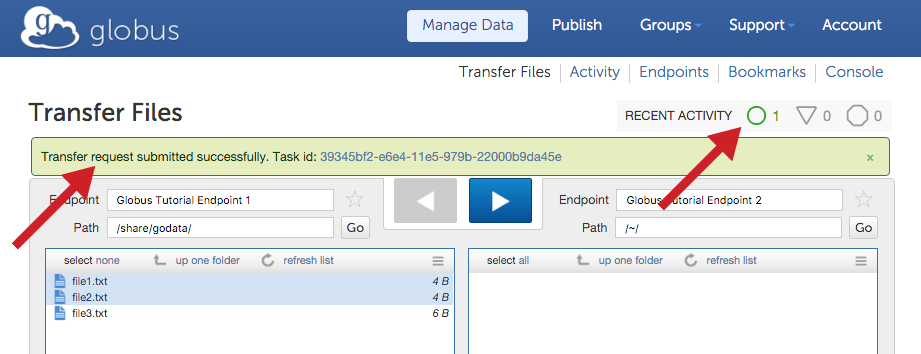 globus
Manage Data Publish Groups Support Account
Transfer Files Activity Endpoints Bookmarks Console
Transfer Files
RECENT ACTIVITY 1 0 0
Transfer request submitted successfully. Task id: 39345bf2-e6e4-11e5-979b-22000b9da45e ×
Endpoint Globus Tutorial Endpoint 1
Path /share/godata/ Go
Endpoint Globus Tutorial Endpoint 2
Path /~/ Go
select none up one folder refresh list
file1.txt 4 B
file2.txt 4 B
file3.txt 6 B
select all up one folder refresh list